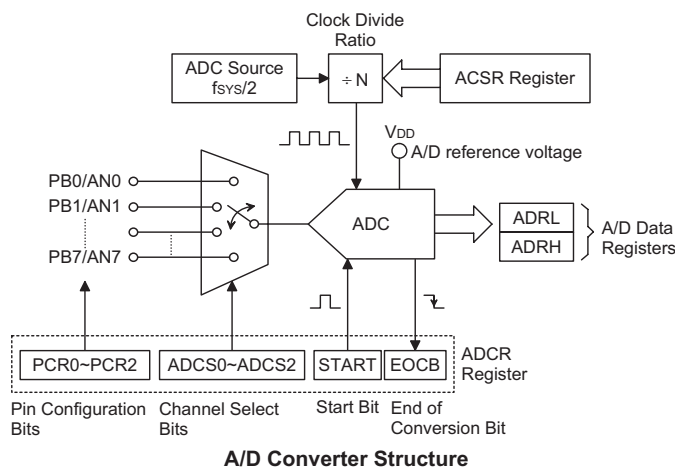 Clock Divide
Ratio
ADC Source
fSYS/2
÷ N
ACSR Register
VDD
A/D reference voltage
PB0/AN0
PB1/AN1
PB7/AN7
ADC
ADRL
ADRH
A/D Data
Registers
PCR0~PCR2
ADCS0~ADCS2
START
EOCB
ADCR
Register
Pin Configuration
Bits
Channel Select
Bits
Start Bit
End of
Conversion Bit
A/D Converter Structure